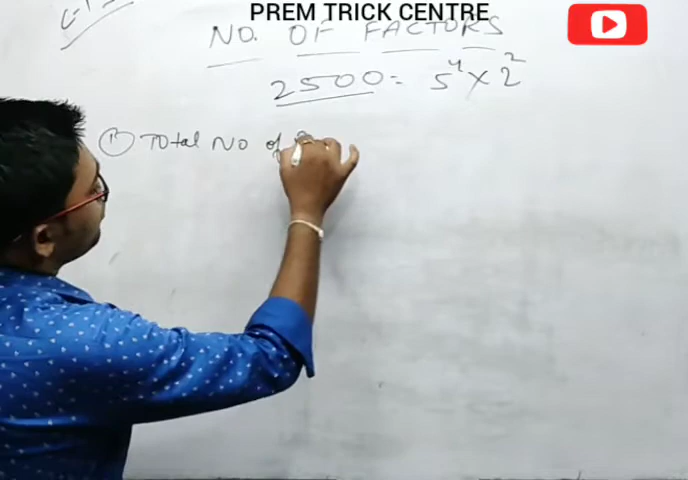 PREM TRICK CENTRE
NO. OF FACTORS
2500 = 5⁴ × 2²
① Total No of